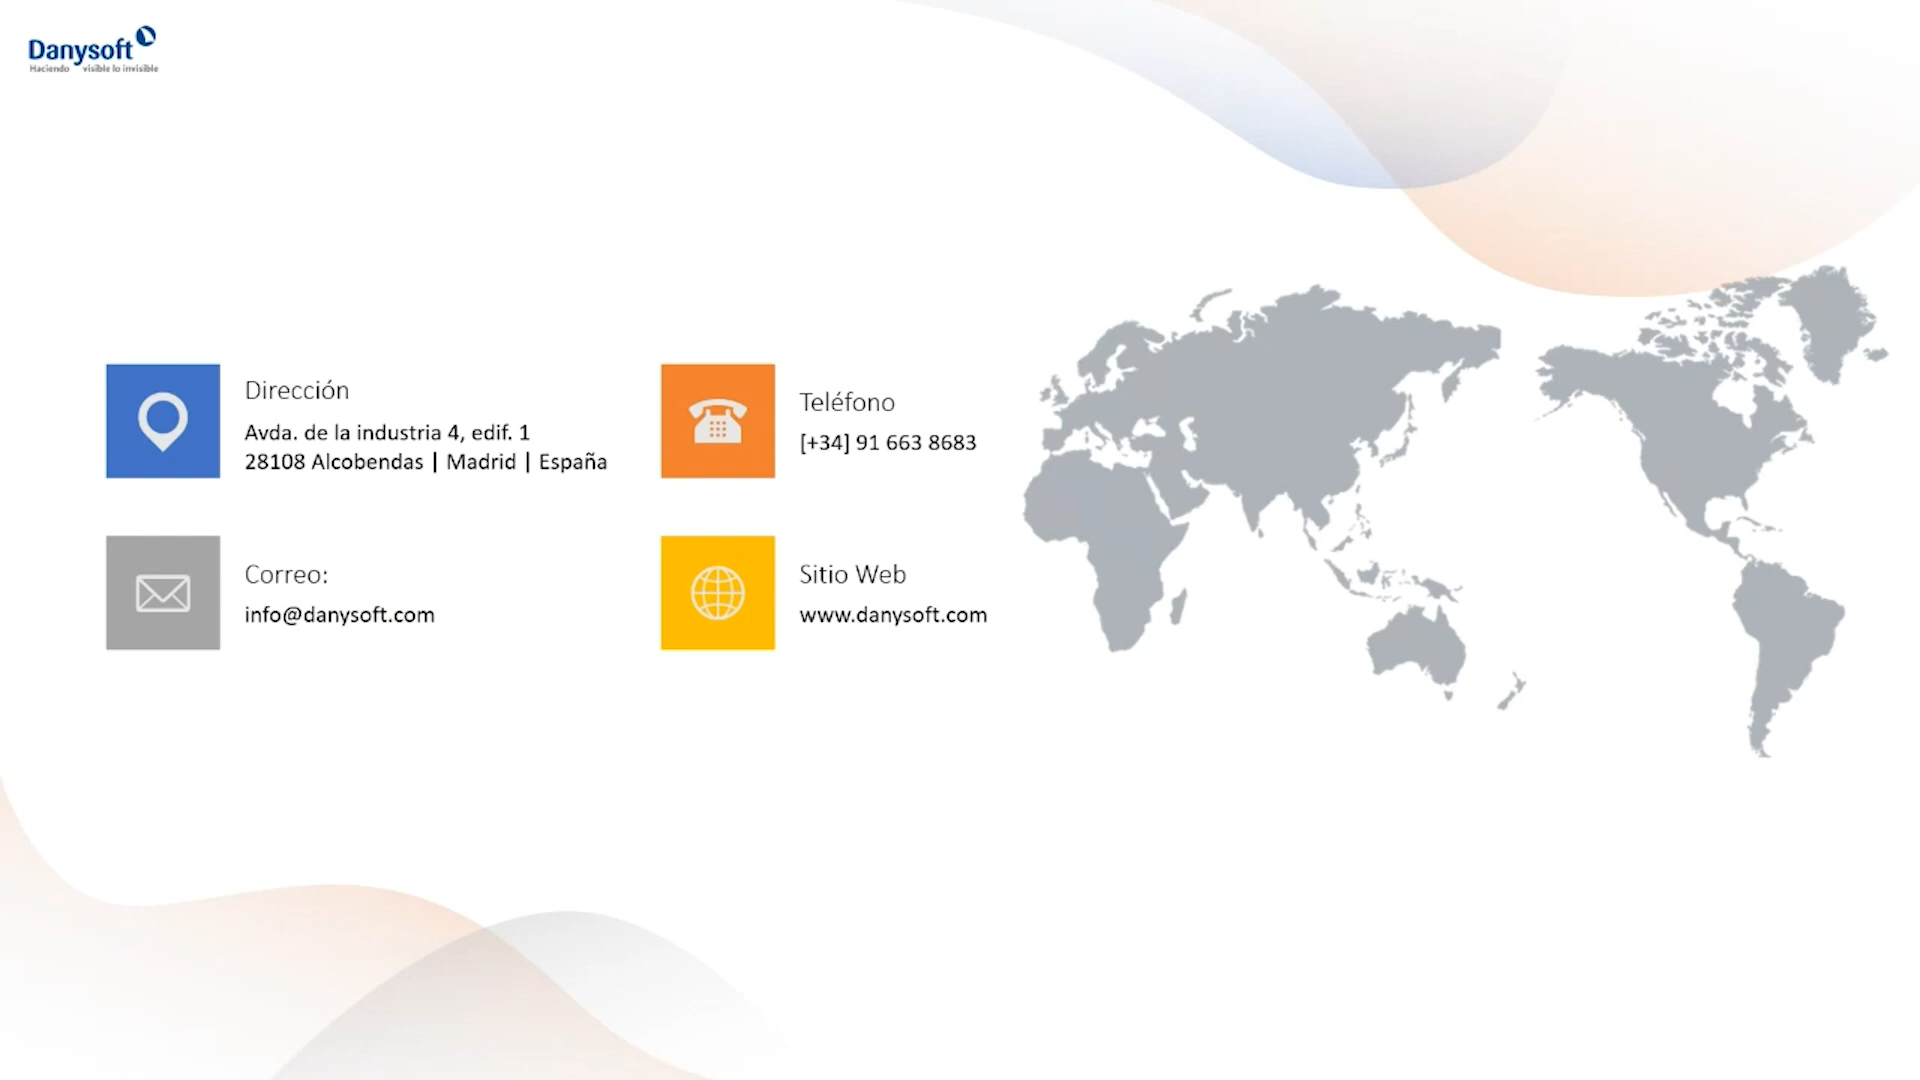 Danysoft
Haciendo visible lo invisible
Dirección
Avda. de la industria 4, edif. 1
28108 Alcobendas | Madrid | España
Teléfono
[+34] 91 663 8683
Correo:
info@danysoft.com
Sitio Web
www.danysoft.com